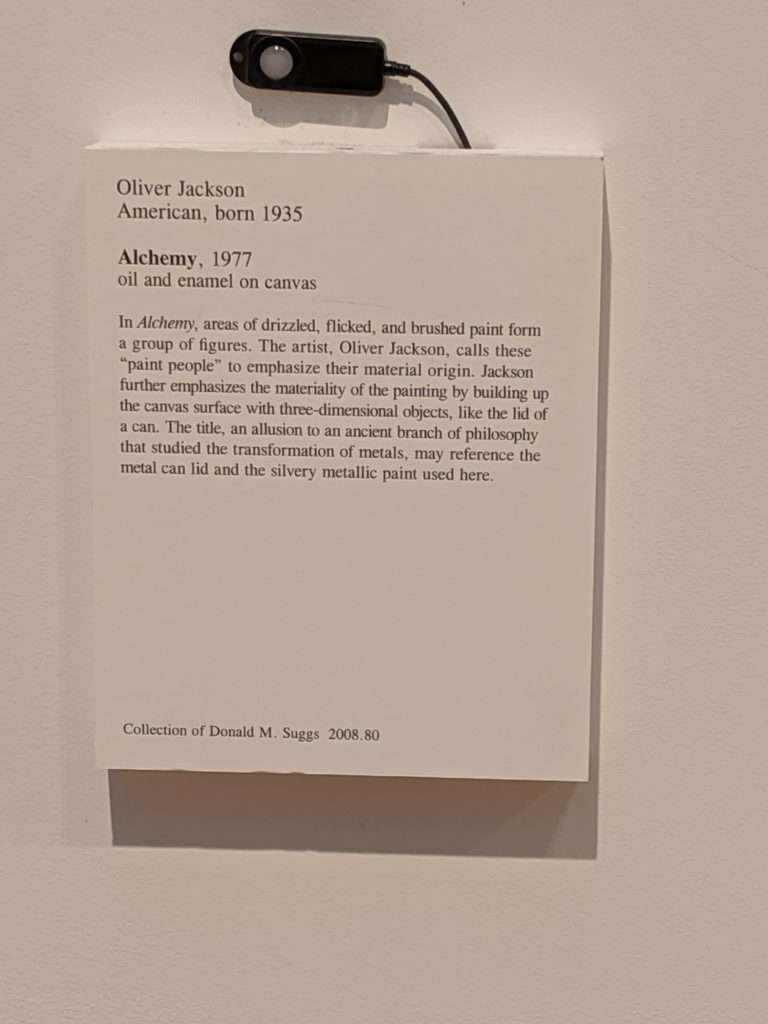 Oliver Jackson
American, born 1935
Alchemy, 1977
oil and enamel on canvas
In Alchemy, areas of drizzled, flicked, and brushed paint form
a group of figures. The artist, Oliver Jackson, calls these
“paint people” to emphasize their material origin. Jackson
further emphasizes the materiality of the painting by building up
the canvas surface with three-dimensional objects, like the lid of
a can. The title, an allusion to an ancient branch of philosophy
that studied the transformation of metals, may reference the
metal can lid and the silvery metallic paint used here.
Collection of Donald M. Suggs 2008.80